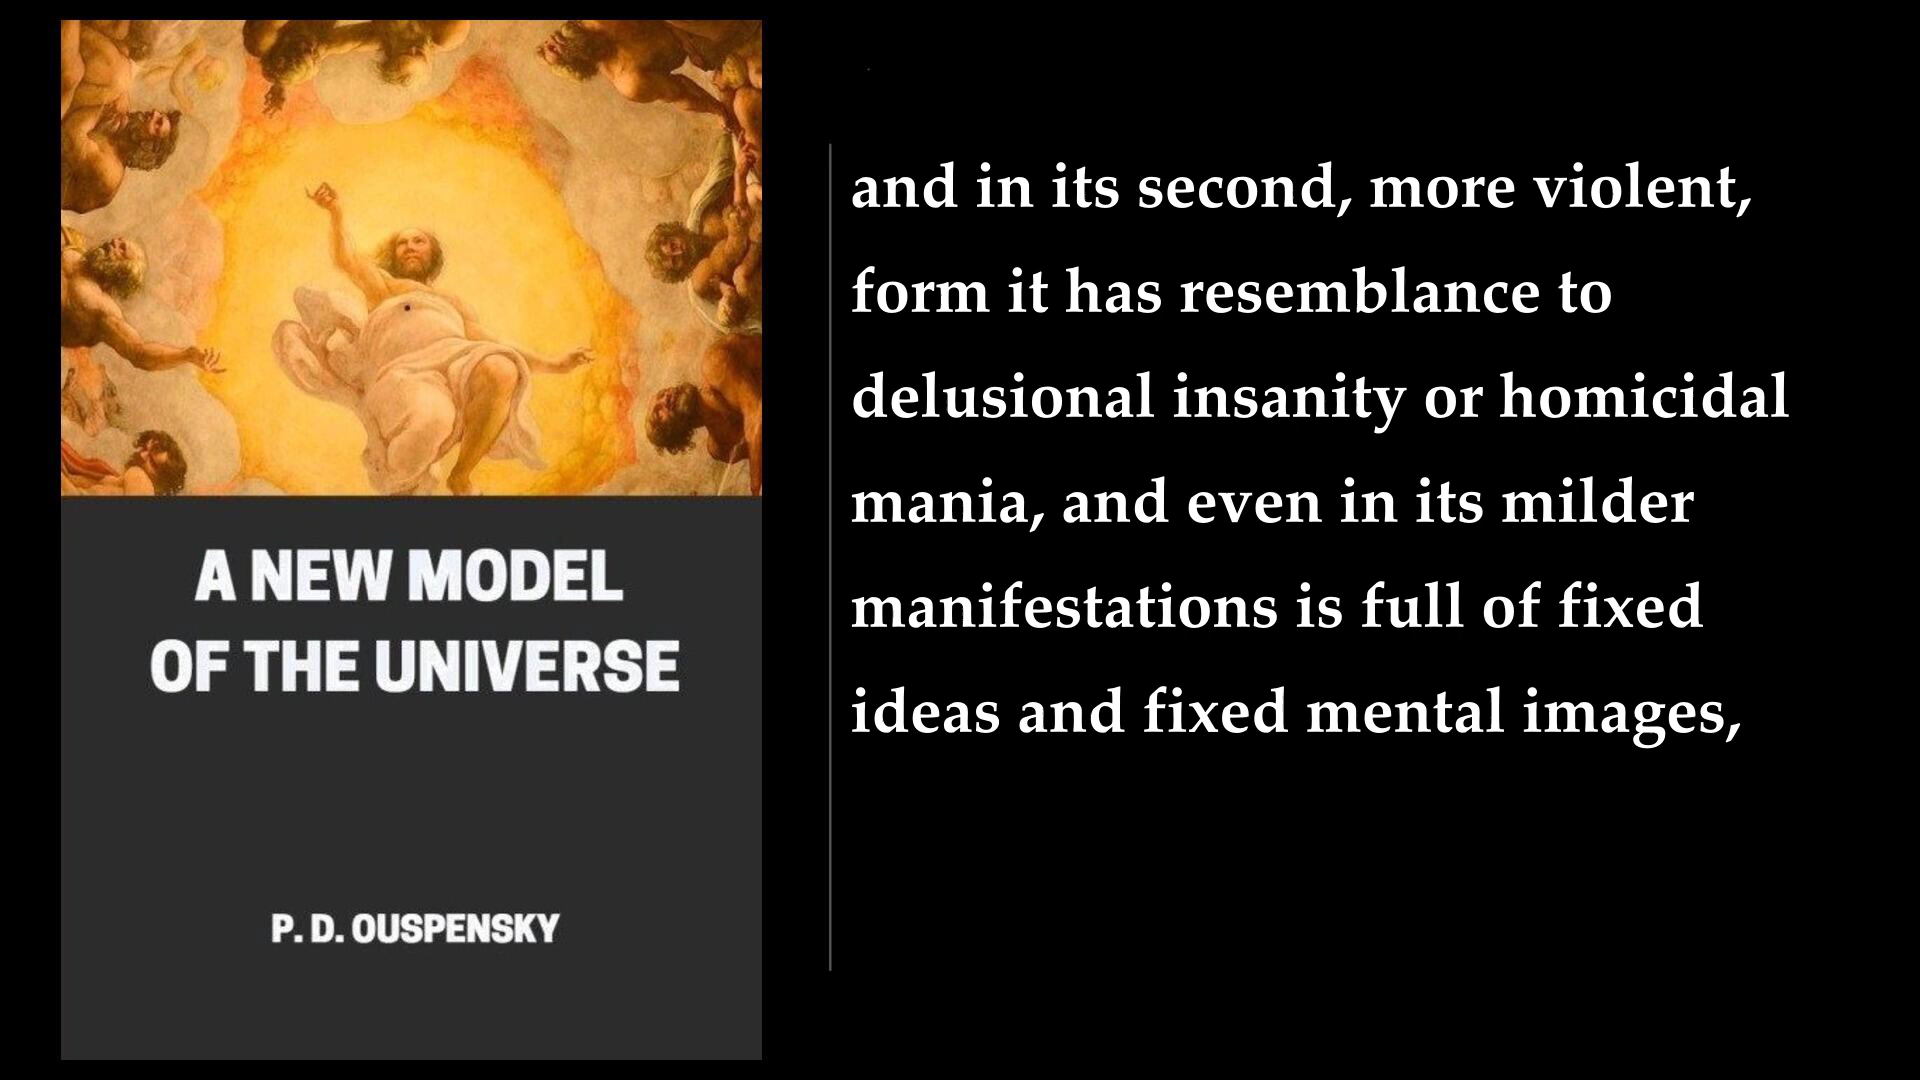 A NEW MODEL
OF THE UNIVERSE
P. D. OUSPENSKY
and in its second, more violent,
form it has resemblance to
delusional insanity or homicidal
mania, and even in its milder
manifestations is full of fixed
ideas and fixed mental images,